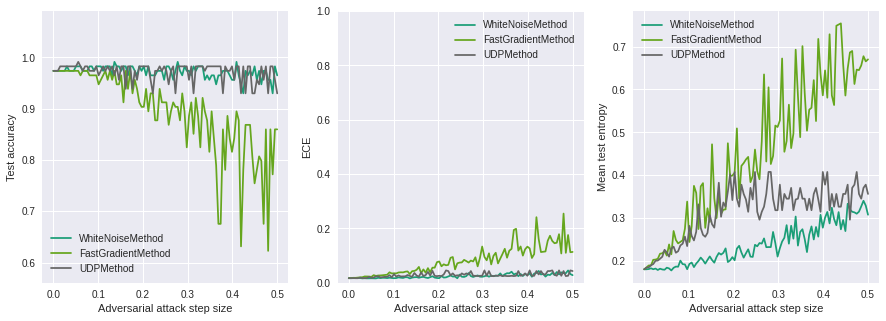 Test accuracy
1.0
0.9
0.8
0.7
0.6
WhiteNoiseMethod
FastGradientMethod
UDPMethod
0.0 0.1 0.2 0.3 0.4 0.5
Adversarial attack step size
ECE
1.0
0.8
0.6
0.4
0.2
0.0
WhiteNoiseMethod
FastGradientMethod
UDPMethod
0.0 0.1 0.2 0.3 0.4 0.5
Adversarial attack step size
Mean test entropy
0.7
0.6
0.5
0.4
0.3
0.2
WhiteNoiseMethod
FastGradientMethod
UDPMethod
0.0 0.1 0.2 0.3 0.4 0.5
Adversarial attack step size